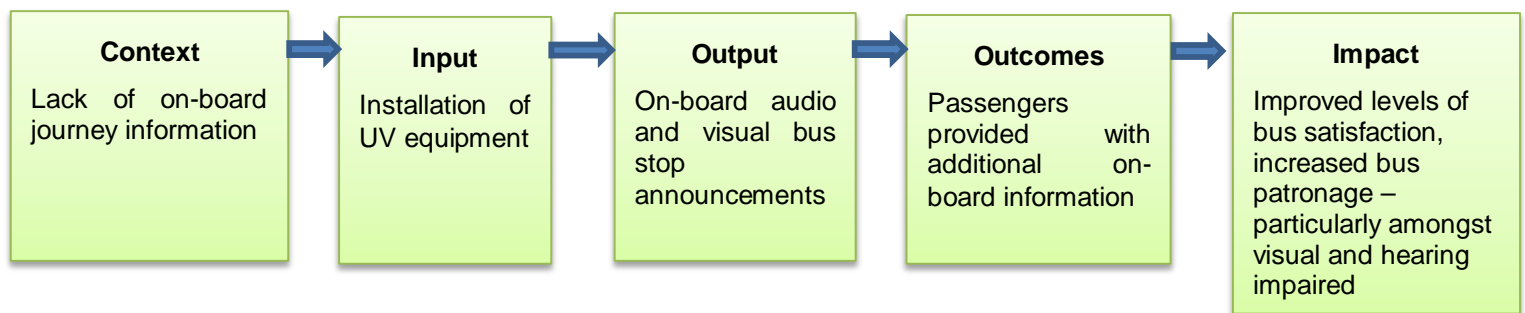 Context
Lack of on-board
journey information
Input
Installation of
UV equipment
Output
On-board audio
and visual bus
stop
announcements
Outcomes
Passengers
provided with
additional on-
board information
Impact
Improved levels of
bus satisfaction,
increased bus
patronage –
particularly amongst
visual and hearing
impaired